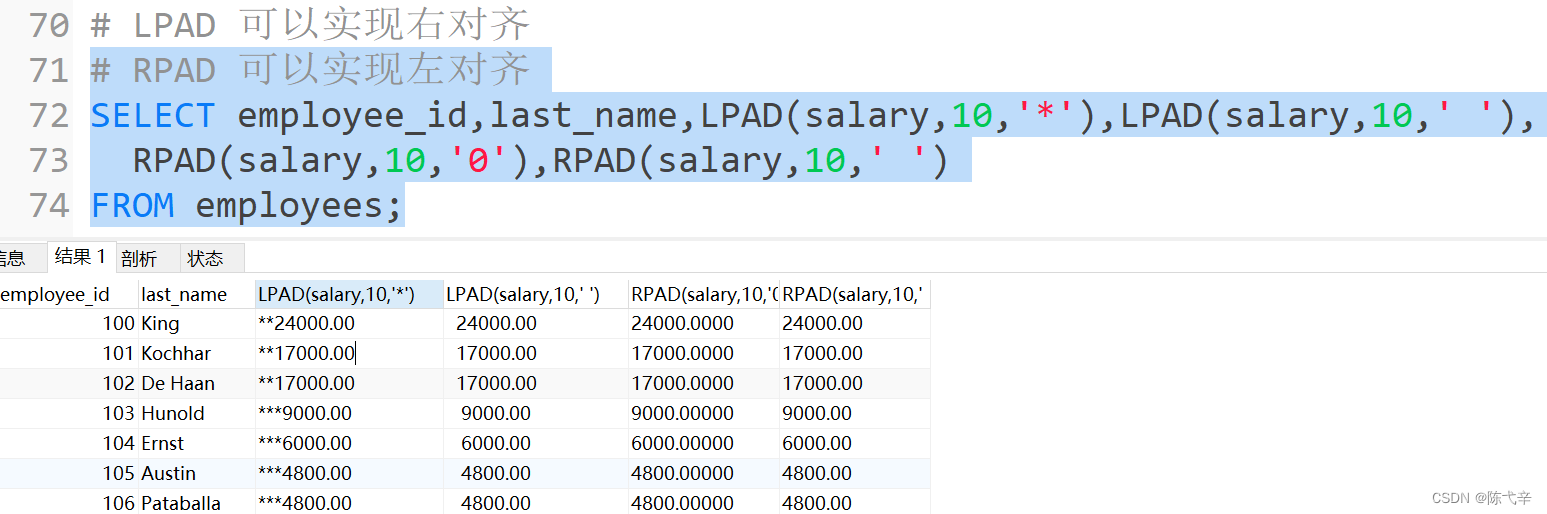 70 # LPAD 可以实现右对齐
71 # RPAD 可以实现左对齐
72 SELECT employee_id,last_name,LPAD(salary,10,'*'),LPAD(salary,10,' '),
73 RPAD(salary,10,'0'),RPAD(salary,10,' ')
74 FROM employees;
信息 结果 1 剖析 状态
employee_id last_name LPAD(salary,10,'*') LPAD(salary,10,' ') RPAD(salary,10,'0 RPAD(salary,10,'
100 King **24000.00 24000.00 24000.0000 24000.00
101 Kochhar **17000.00 17000.00 17000.0000 17000.00
102 De Haan **17000.00 17000.00 17000.0000 17000.00
103 Hunold ***9000.00 9000.00 9000.00000 9000.00
104 Ernst ***6000.00 6000.00 6000.00000 6000.00
105 Austin ***4800.00 4800.00 4800.00000 4800.00
106 Pataballa ***4800.00 4800.00 4800.00000 4800.00
CSDN @陈弋辛